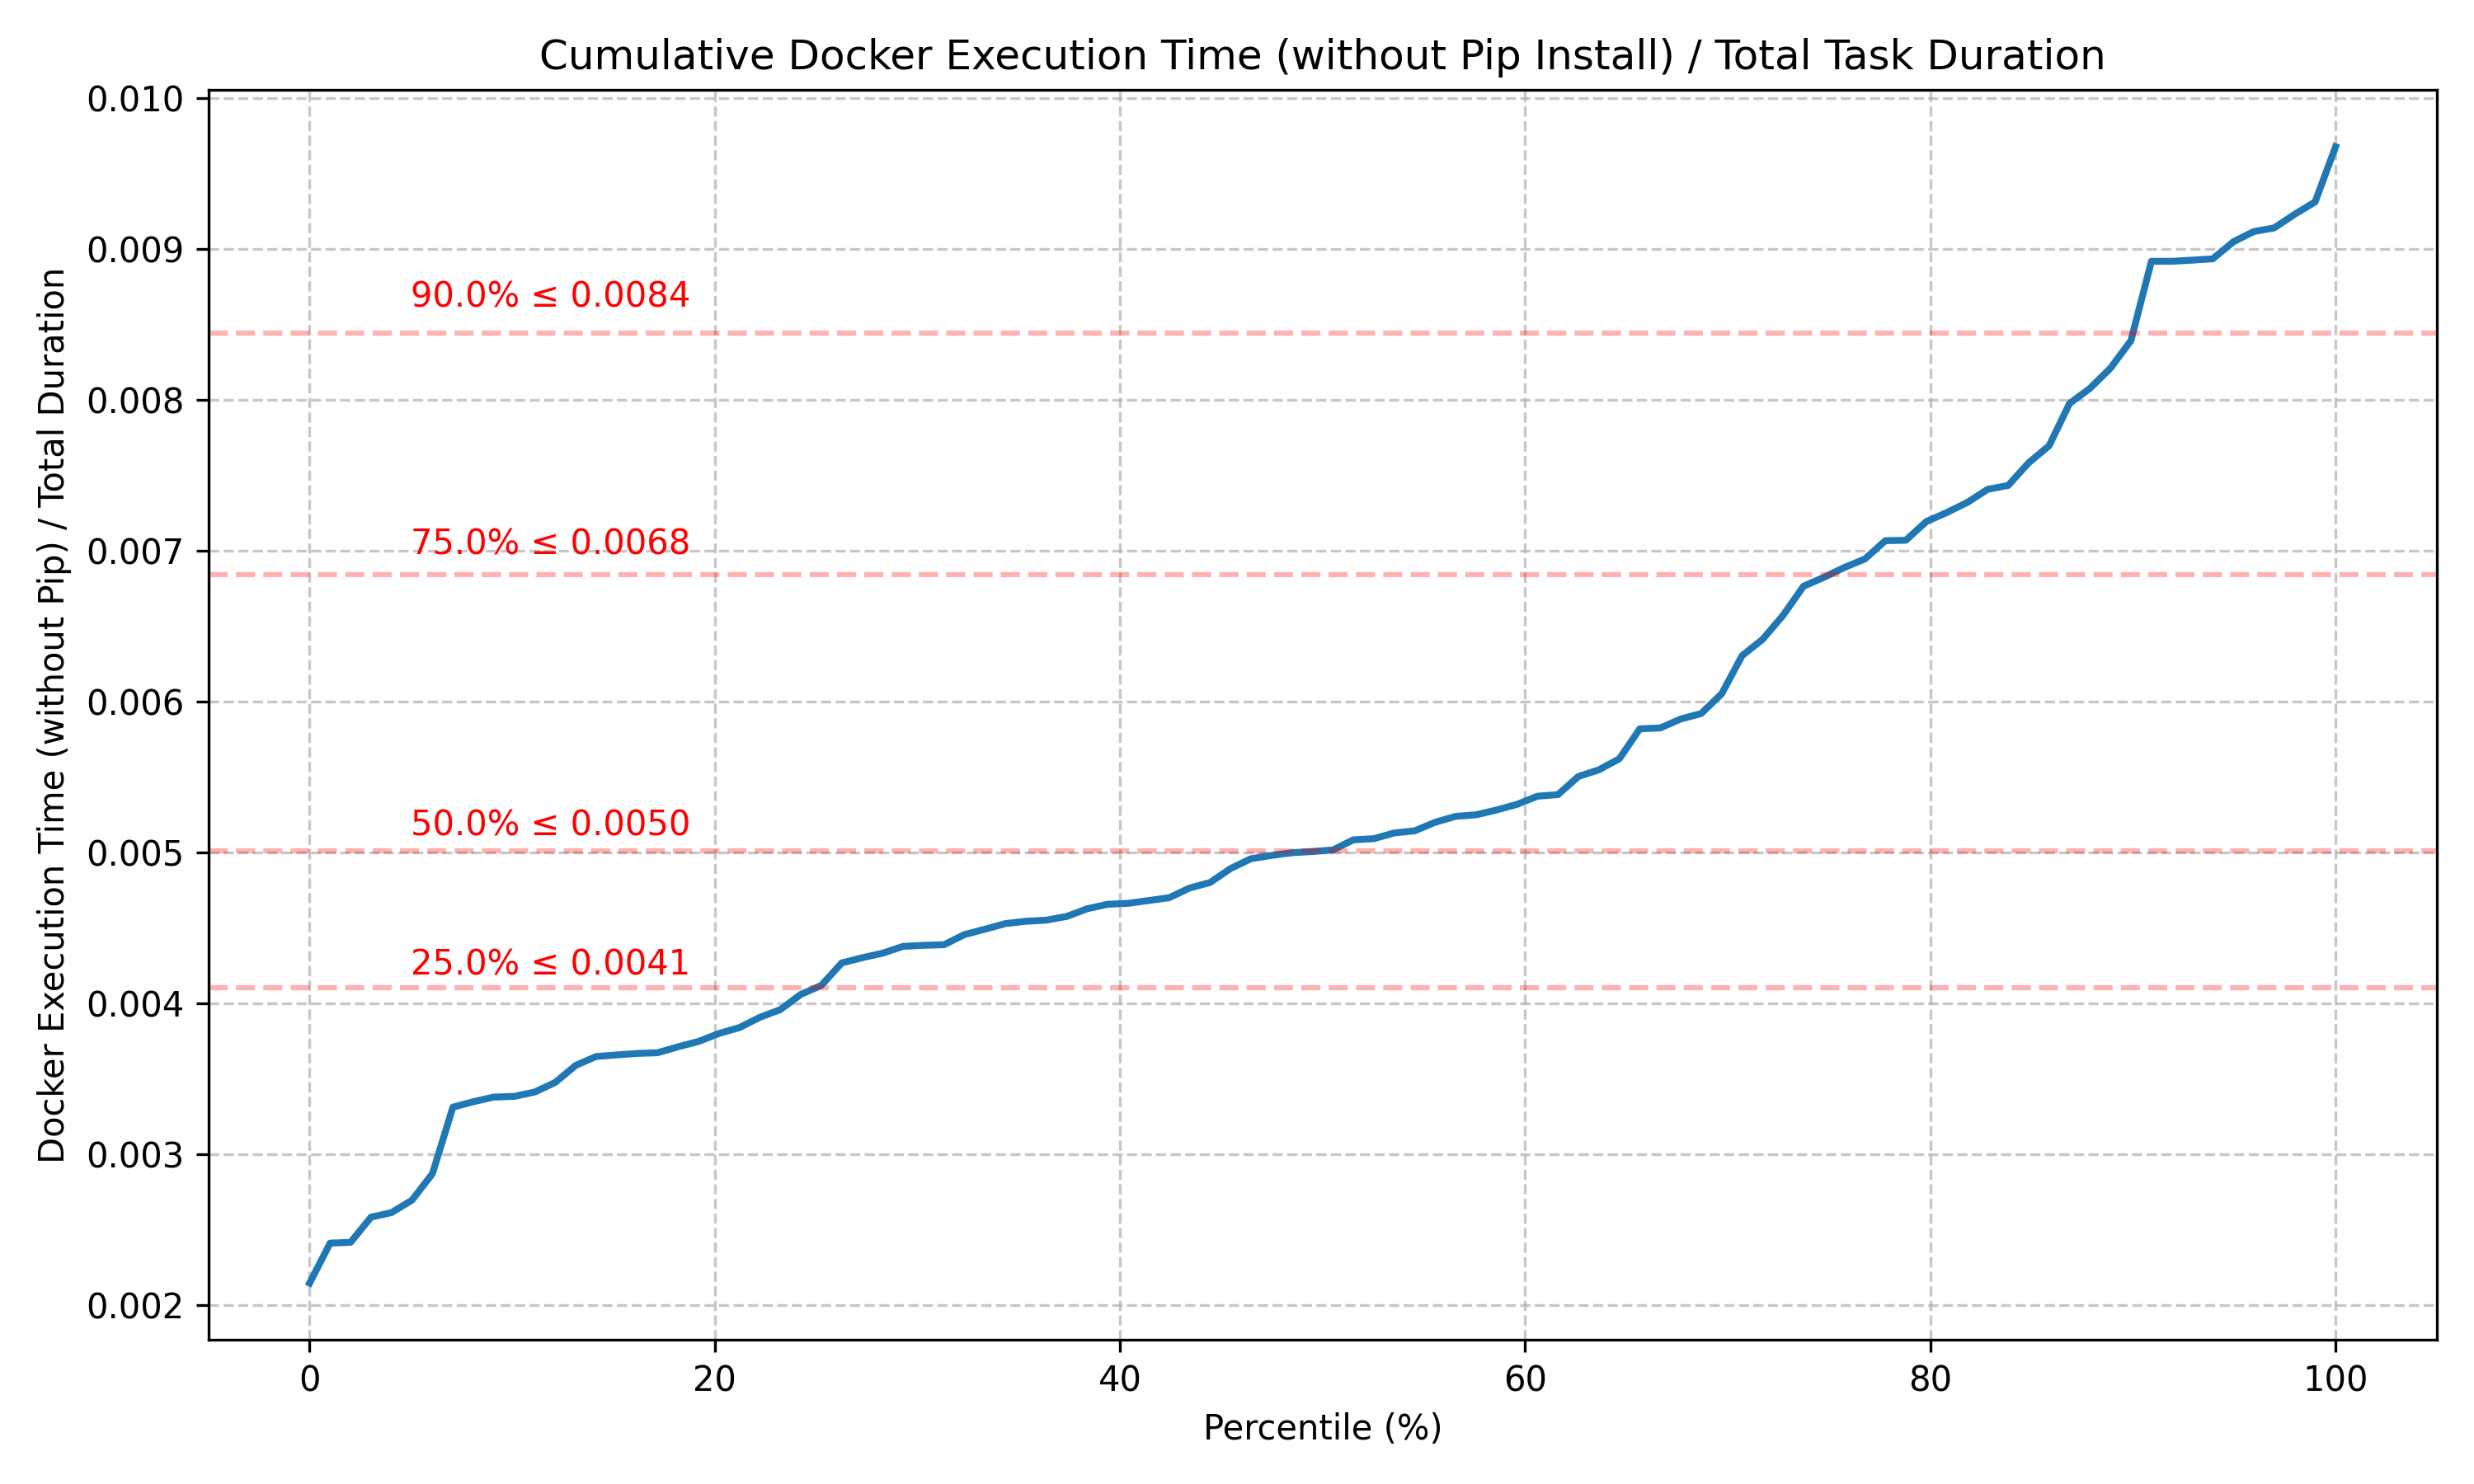 Cumulative Docker Execution Time (without Pip Install) / Total Task Duration
Docker Execution Time (without Pip) / Total Duration
0.010
0.009
0.008
0.007
0.006
0.005
0.004
0.003
0.002
90.0% ≤ 0.0084
75.0% ≤ 0.0068
50.0% ≤ 0.0050
25.0% ≤ 0.0041
0 20 40 60 80 100
Percentile (%)